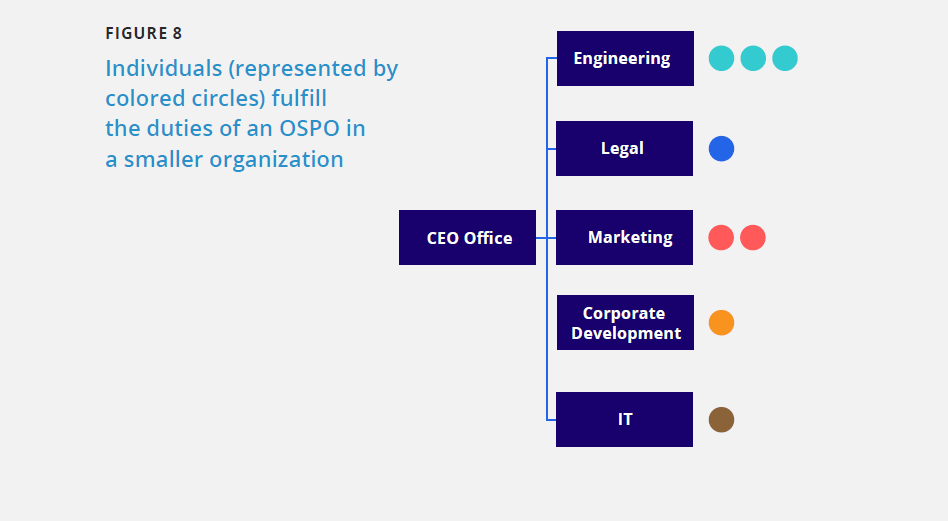 FIGURE 8
Individuals (represented by
colored circles) fulfill
the duties of an OSPO in
a smaller organization
Engineering
Legal
CEO Office
Marketing
Corporate
Development
IT